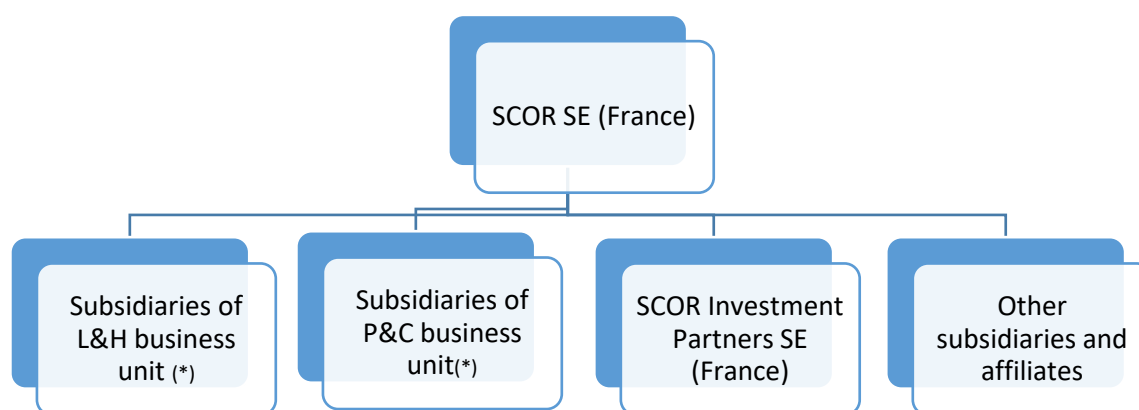 SCOR SE (France)
Subsidiaries of
L&H business
unit (*)
Subsidiaries of
P&C business
unit(*)
SCOR Investment
Partners SE
(France)
Other
subsidiaries and
affiliates